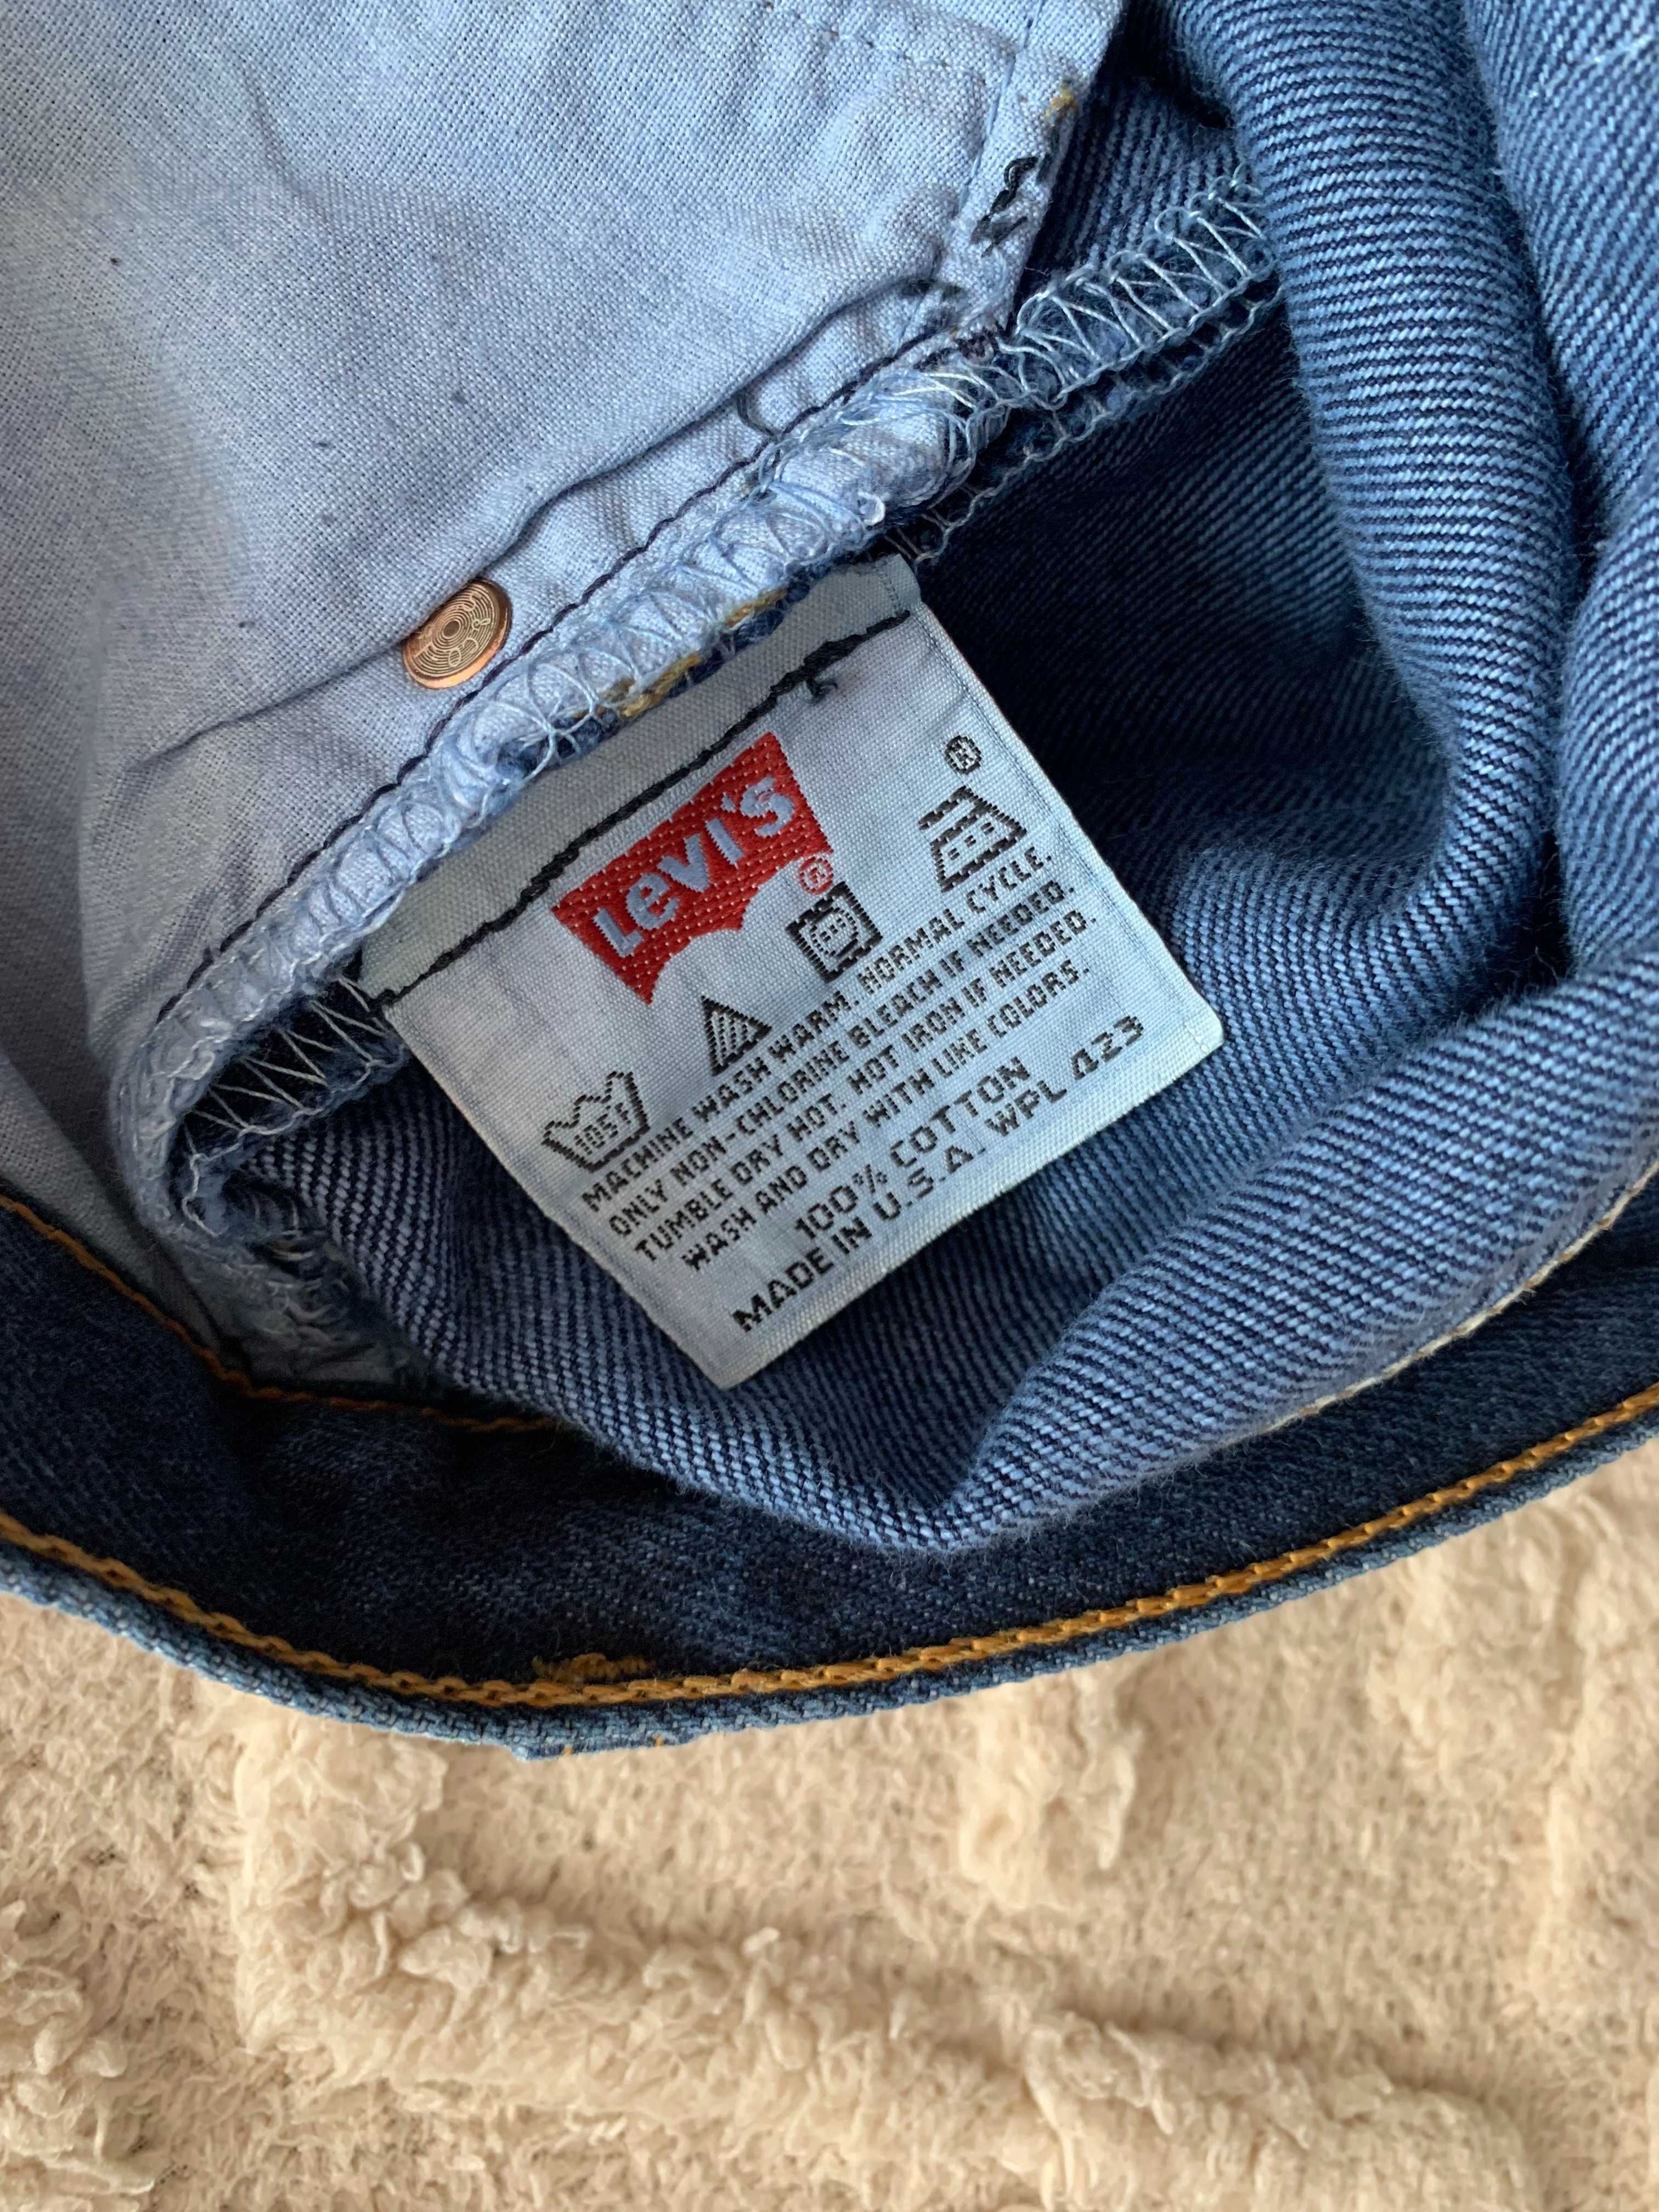 Levi's®
®
105F
MACHINE WASH WARM. NORMAL CYCLE.
ONLY NON-CHLORINE BLEACH IF NEEDED.
TUMBLE DRY HOT. HOT IRON IF NEEDED.
WASH AND DRY WITH LIKE COLORS.
100% COTTON
MADE IN U.S.A. WPL 423